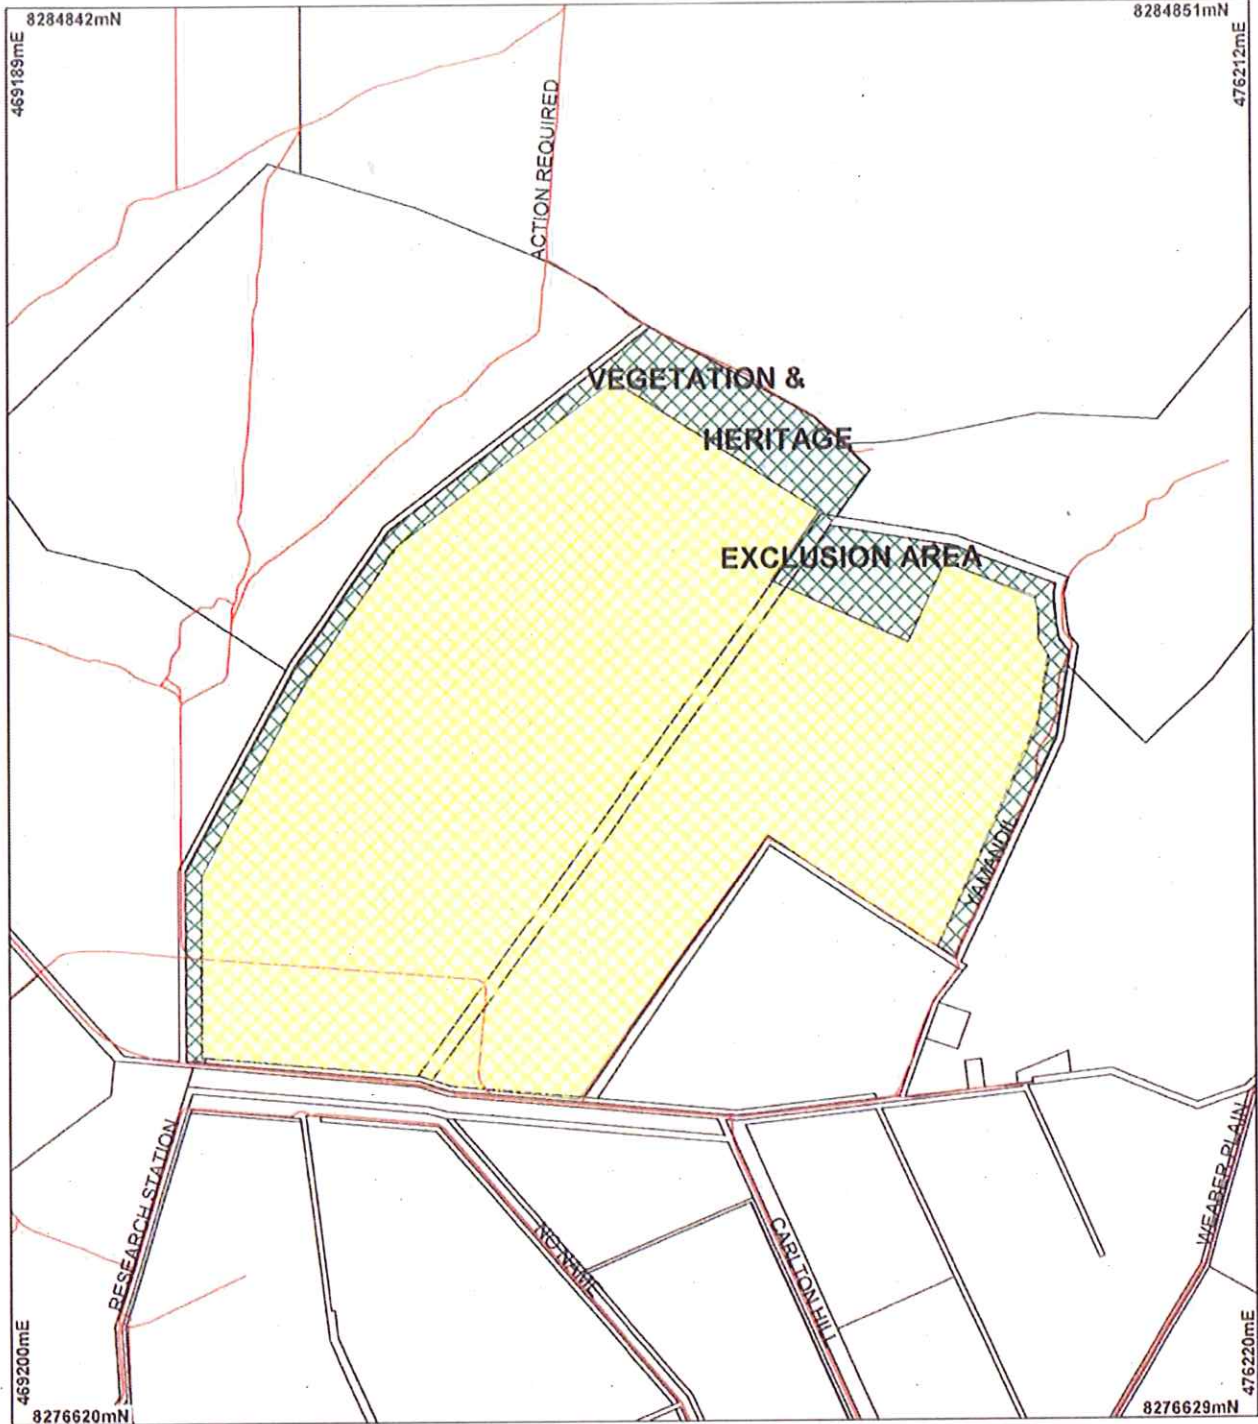 8284842mN
8284851mN
469189mE
476212mE
ACTION REQUIRED
VEGETATION &
HERITAGE
EXCLUSION AREA
YAMANDIL
RESEARCH STATION
NO NAME
CARLTON HILL
WEABER PLAIN
469200mE
476220mE
8276620mN
8276629mN